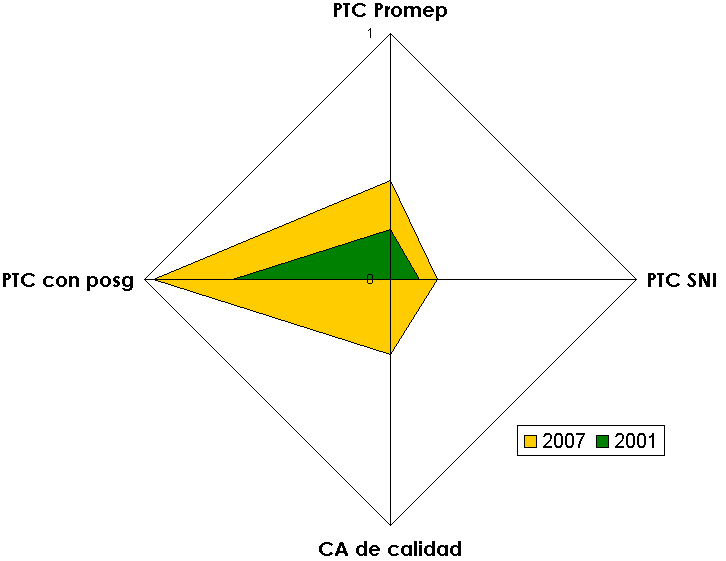 PTC Promep
1
PTC con posg
0
PTC SNI
2007 2001
CA de calidad